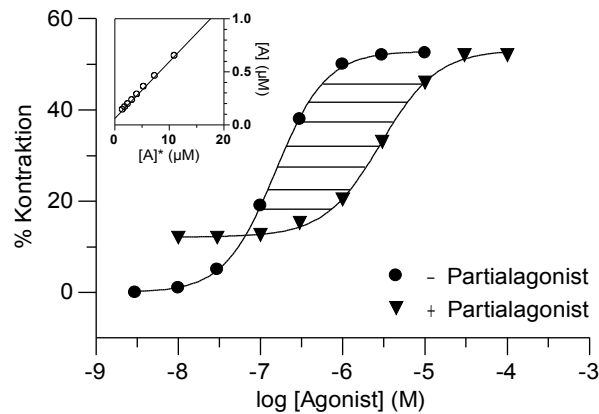 60
40
20
0
% Kontraktion
-9 -8 -7 -6 -5 -4 -3
log [Agonist] (M)
1.0
0.5
0.0
[A] (µM)
0 10 20
[A]* (µM)
− Partialagonist
+ Partialagonist